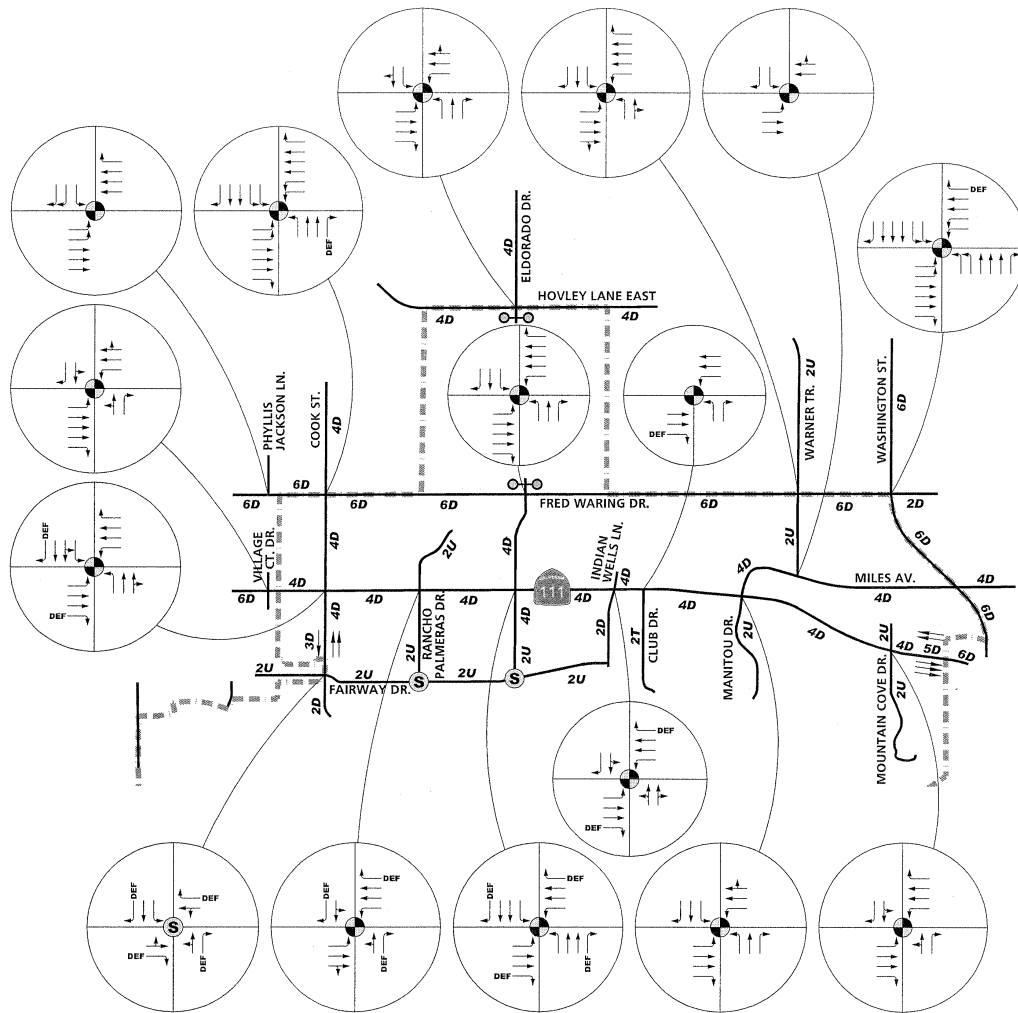 DEF
DEF
4D
ELDORADO DR.
HOVLEY LANE EAST
4D
4D
PHYLLIS
JACKSON LN.
COOK ST.
4D
WARNER TR.
2U
WASHINGTON ST.
6D
DEF
6D
6D
6D
6D
FRED WARING DR.
6D
6D
2D
DEF
VILLAGE
CT. DR.
4D
4D
2U
4D
INDIAN
WELLS LN.
4D
2U
6D
6D
4D
4D
4D
111
4D
4D
4D
MILES AV.
4D
4D
6D
DEF
4D
3D
RANCHO
PALMERAS DR.
2U
4D
2U
2D
2T
CLUB DR.
MANITOU DR.
2U
4D
2U
4D
5D
6D
2U
2U
FAIRWAY DR.
2D
S
2U
S
2U
MOUNTAIN COVE DR.
2U
DEF
DEF
DEF
DEF
S
DEF
DEF
DEF
DEF
DEF
DEF
DEF
DEF
DEF